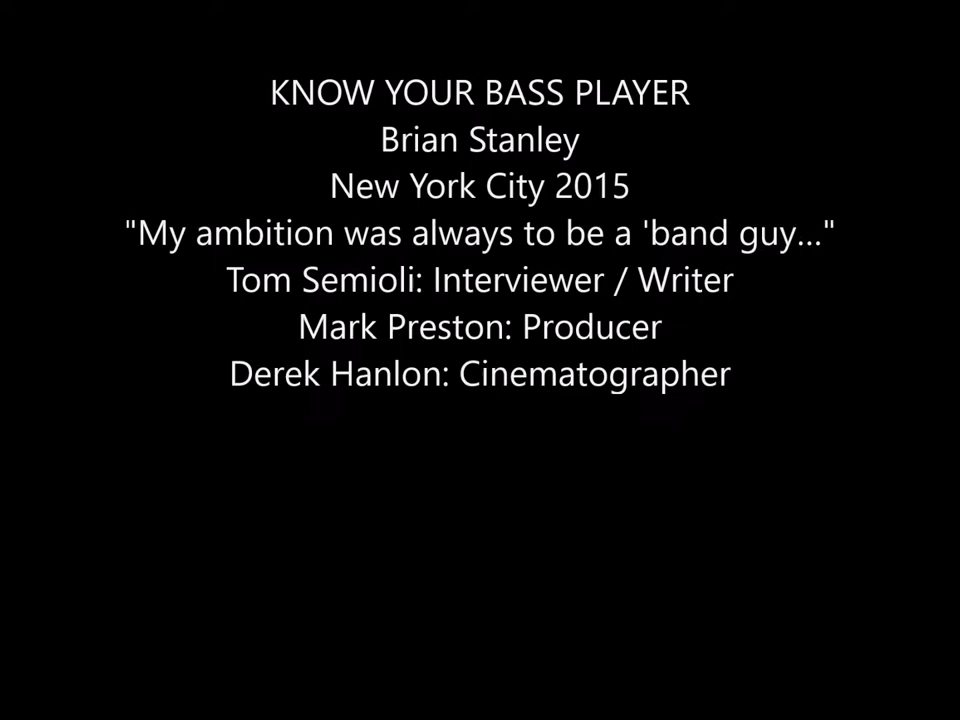 KNOW YOUR BASS PLAYER
Brian Stanley
New York City 2015
"My ambition was always to be a 'band guy..."
Tom Semioli: Interviewer / Writer
Mark Preston: Producer
Derek Hanlon: Cinematographer